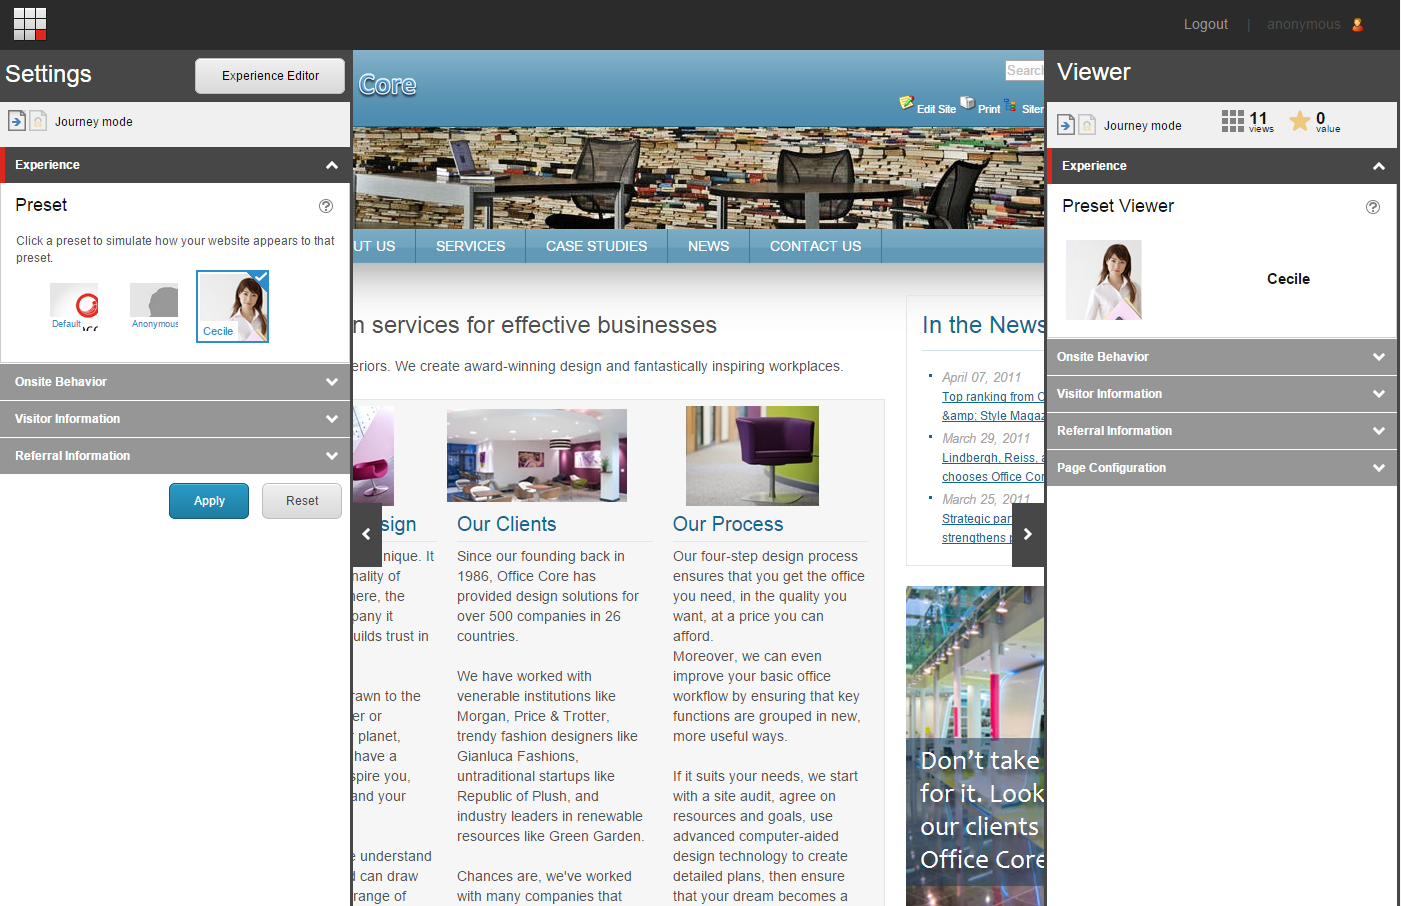 Logout | anonymous
Settings
Experience Editor
Journey mode
Experience
Preset
Click a preset to simulate how your website appears to that
preset.
Default
Anonymous
Cecile
Onsite Behavior
Visitor Information
Referral Information
Apply
Reset
Core
Search
Edit Site
Print
Siter
UT US
SERVICES
CASE STUDIES
NEWS
CONTACT US
n services for effective businesses
eriors. We create award-winning design and fantastically inspiring workplaces.
sign
nique. It
nality of
here, the
pany it
uilds trust in
rawn to the
er or
planet,
have a
spire you,
and your
e understand
d can draw
range of
Our Clients
Since our founding back in
1986, Office Core has
provided design solutions for
over 500 companies in 26
countries.
We have worked with
venerable institutions like
Morgan, Price & Trotter,
trendy fashion designers like
Gianluca Fashions,
untraditional startups like
Republic of Plush, and
industry leaders in renewable
resources like Green Garden.
Chances are, we've worked
with many companies that
Our Process
Our four-step design process
ensures that you get the office
you need, in the quality you
want, at a price you can
afford.
Moreover, we can even
improve your basic office
workflow by ensuring that key
functions are grouped in new,
more useful ways.
If it suits your needs, we start
with a site audit, agree on
resources and goals, use
advanced computer-aided
design technology to create
detailed plans, then ensure
that your dream becomes a
In the News
April 07, 2011
Top ranking from
&amp; Style Magaz
March 29, 2011
Lindbergh, Reiss,
chooses Office Cor
March 25, 2011
Strategic par
strengthens
Don't take
for it. Look
our clients
Office Core
Viewer
Journey mode
11
views
0
value
Experience
Preset Viewer
Cecile
Onsite Behavior
Visitor Information
Referral Information
Page Configuration